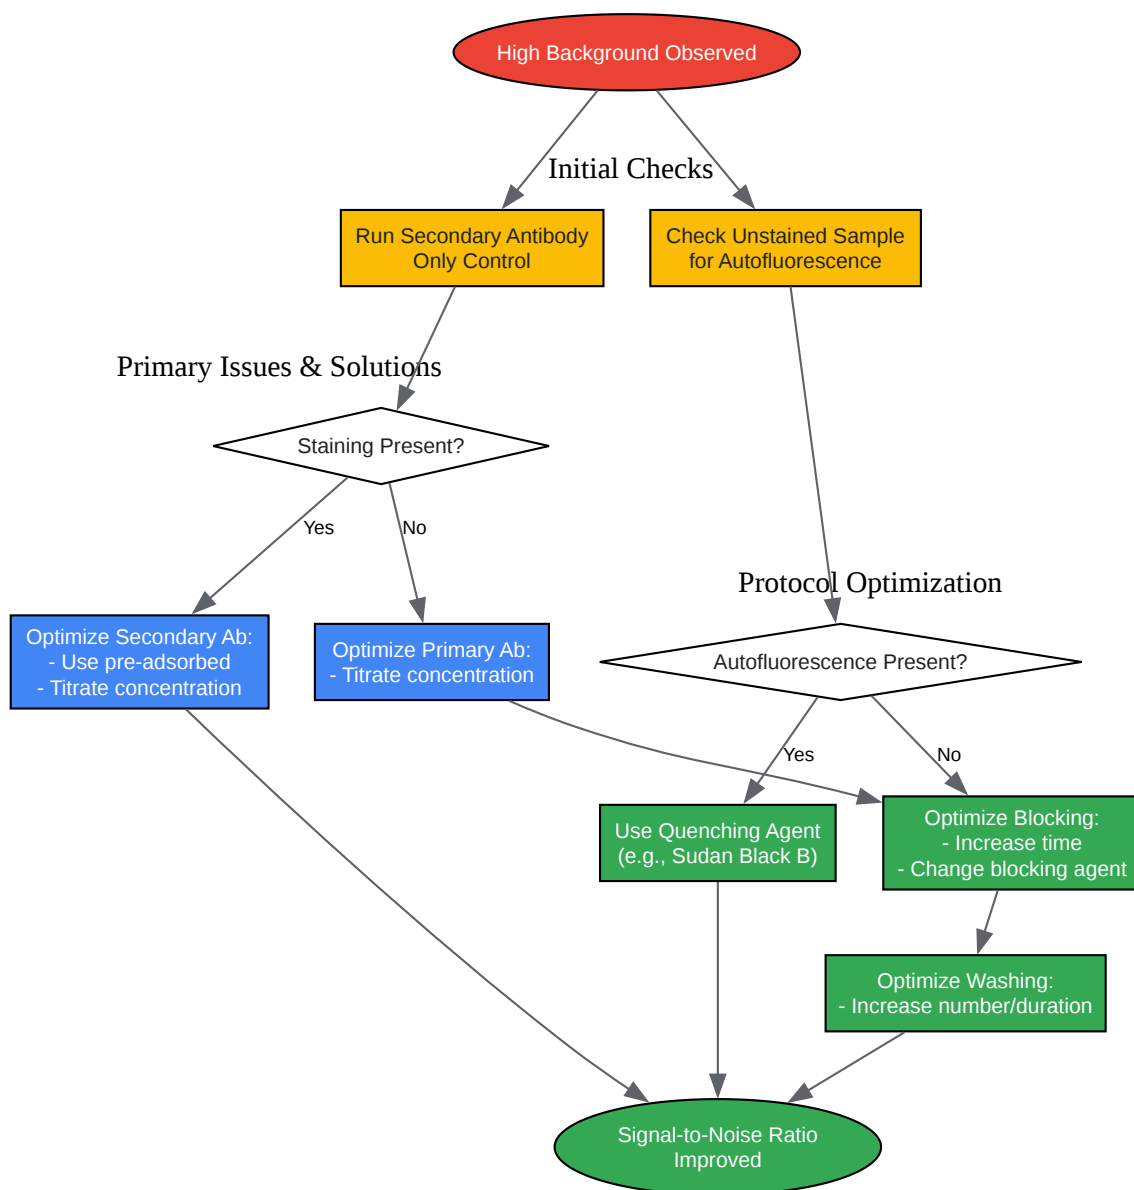 High Background Observed
Initial Checks
Run Secondary Antibody
Only Control
Check Unstained Sample
for Autofluorescence
Primary Issues & Solutions
Staining Present?
Yes
No
Protocol Optimization
Optimize Secondary Ab:
- Use pre-adsorbed
- Titrate concentration
Optimize Primary Ab:
- Titrate concentration
Autofluorescence Present?
Yes
No
Use Quenching Agent
(e.g., Sudan Black B)
Optimize Blocking:
- Increase time
- Change blocking agent
Optimize Washing:
- Increase number/duration
Signal-to-Noise Ratio
Improved